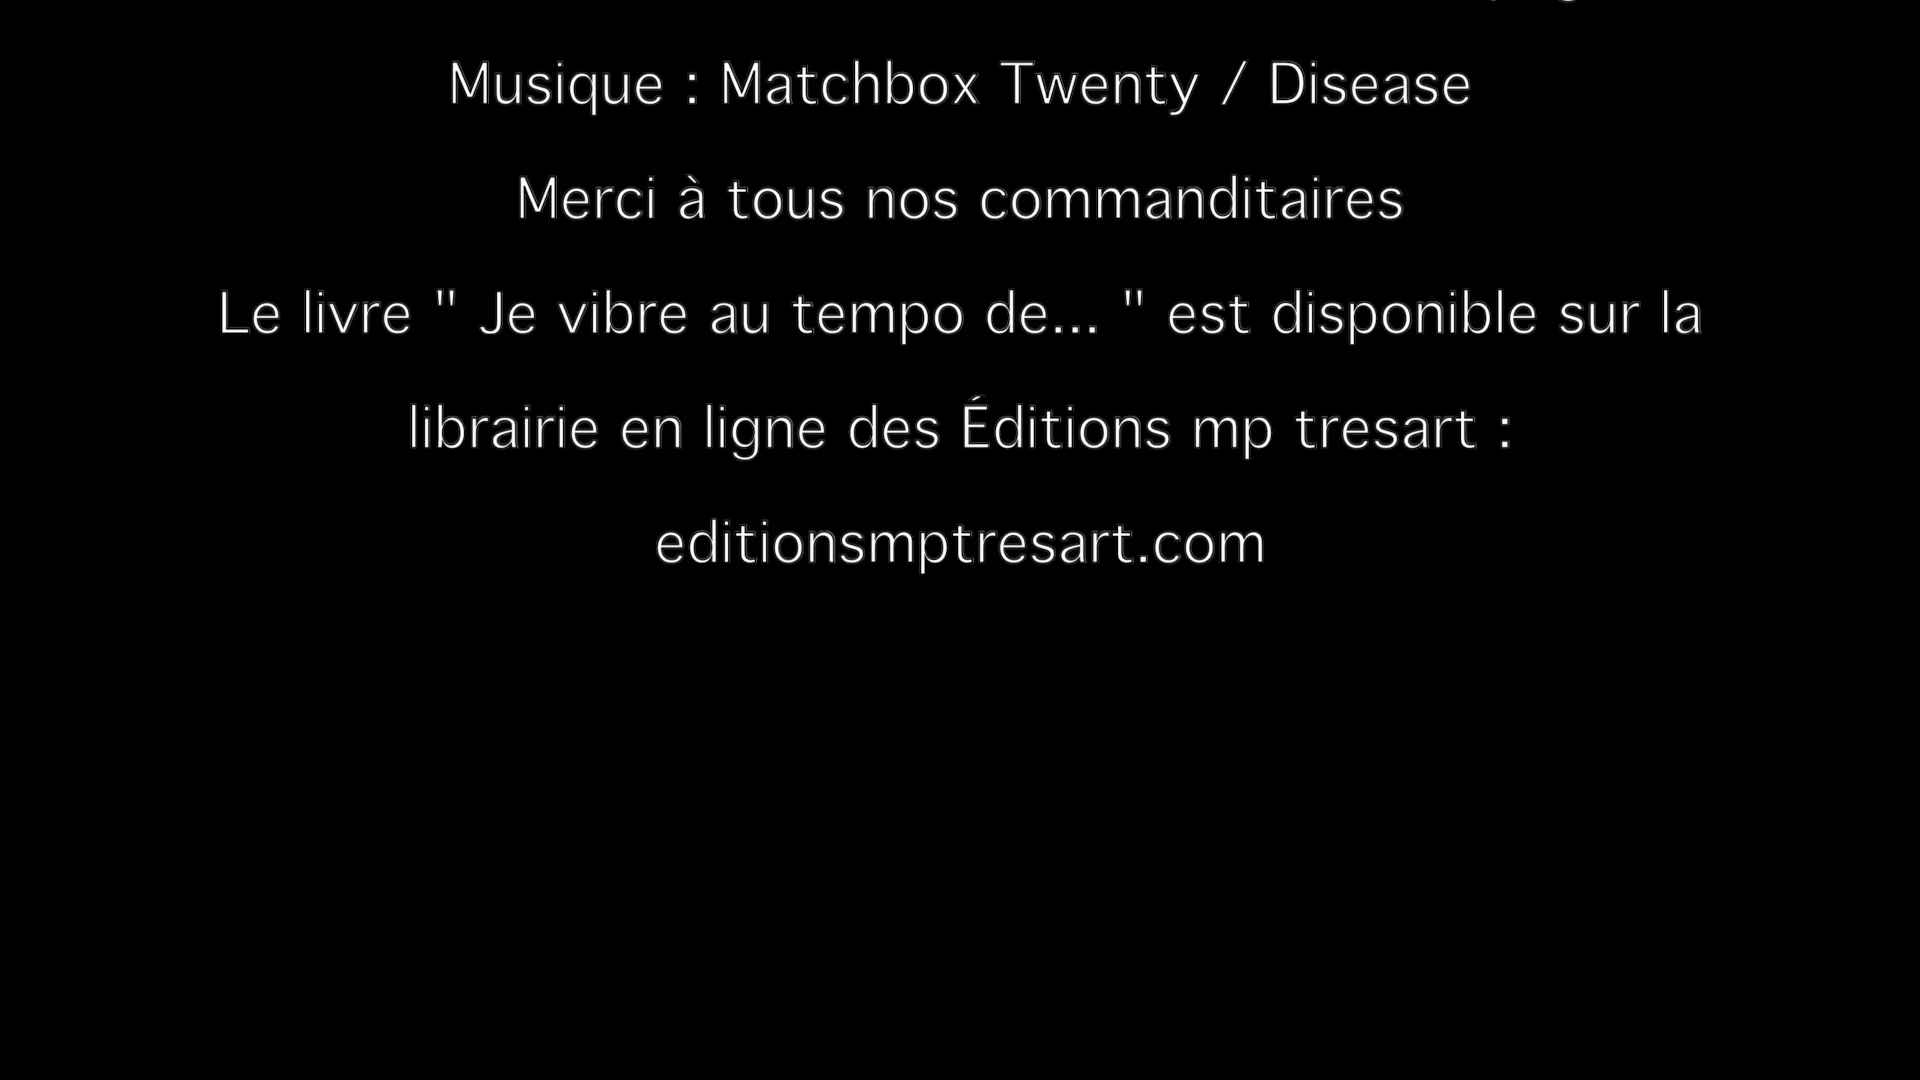 Musique : Matchbox Twenty / Disease
Merci à tous nos commanditaires
Le livre " Je vibre au tempo de... " est disponible sur la
librairie en ligne des Éditions mp tresart :
editionsmptresart.com